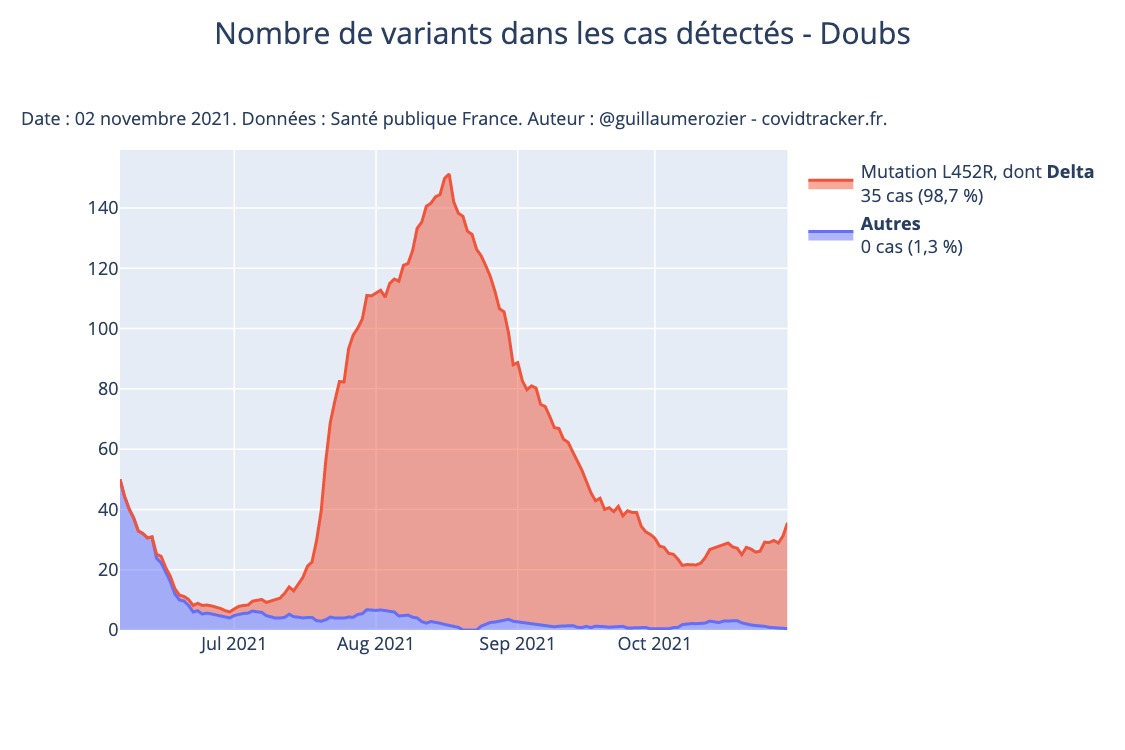 Nombre de variants dans les cas détectés - Doubs
Date : 02 novembre 2021. Données : Santé publique France. Auteur : @guillaumerozier - covidtracker.fr.
Mutation L452R, dont Delta
35 cas (98,7 %)
Autres
0 cas (1,3 %)
140
120
100
80
60
40
20
0
Jul 2021 Aug 2021 Sep 2021 Oct 2021